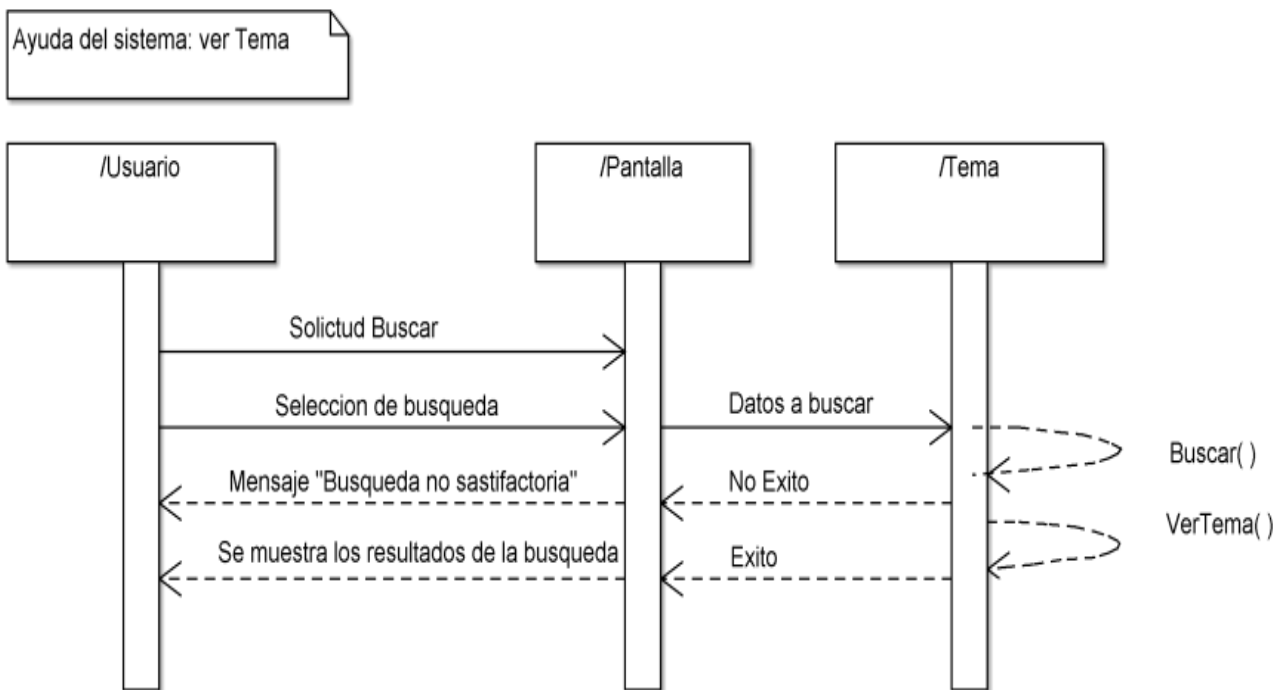 Ayuda del sistema: ver Tema
/Usuario
/Pantalla
/Tema
Solictud Buscar
Seleccion de busqueda
Datos a buscar
Buscar( )
Mensaje "Busqueda no sastifactoria"
No Exito
VerTema( )
Se muestra los resultados de la busqueda
Exito